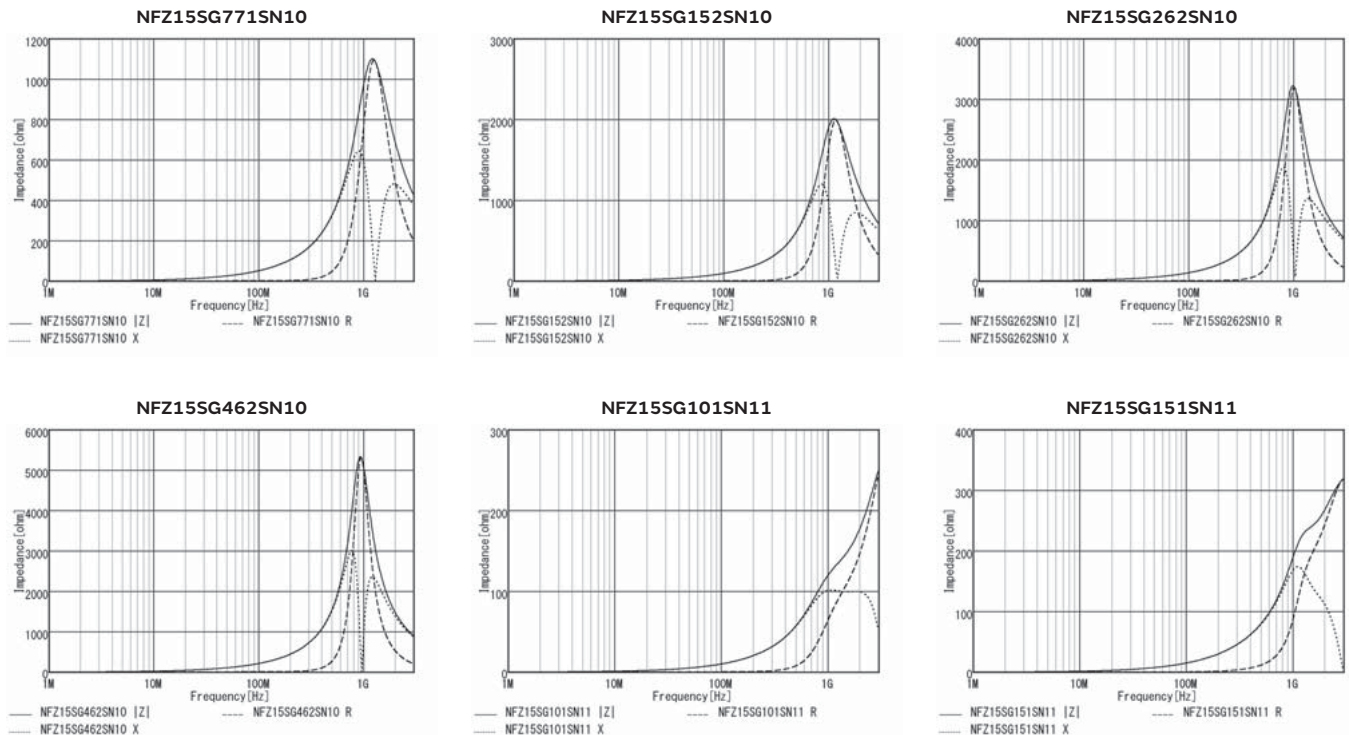 NFZ15SG771SN10
1200
1000
800
600
400
200
0
Impedance[ohm]
1M 10M 100M 1G
Frequency[Hz]
NFZ15SG771SN10 |Z| NFZ15SG771SN10 R
NFZ15SG771SN10 X
NFZ15SG152SN10
3000
2000
1000
0
Impedance[ohm]
1M 10M 100M 1G
Frequency[Hz]
NFZ15SG152SN10 |Z| NFZ15SG152SN10 R
NFZ15SG152SN10 X
NFZ15SG262SN10
4000
3000
2000
1000
0
Impedance[ohm]
1M 10M 100M 1G
Frequency[Hz]
NFZ15SG262SN10 |Z| NFZ15SG262SN10 R
NFZ15SG262SN10 X
NFZ15SG462SN10
6000
5000
4000
3000
2000
1000
0
Impedance[ohm]
1M 10M 100M 1G
Frequency[Hz]
NFZ15SG462SN10 |Z| NFZ15SG462SN10 R
NFZ15SG462SN10 X
NFZ15SG101SN11
300
200
100
0
Impedance[ohm]
1M 10M 100M 1G
Frequency[Hz]
NFZ15SG101SN11 |Z| NFZ15SG101SN11 R
NFZ15SG101SN11 X
NFZ15SG151SN11
400
300
200
100
0
Impedance[ohm]
1M 10M 100M 1G
Frequency[Hz]
NFZ15SG151SN11 |Z| NFZ15SG151SN11 R
NFZ15SG151SN11 X